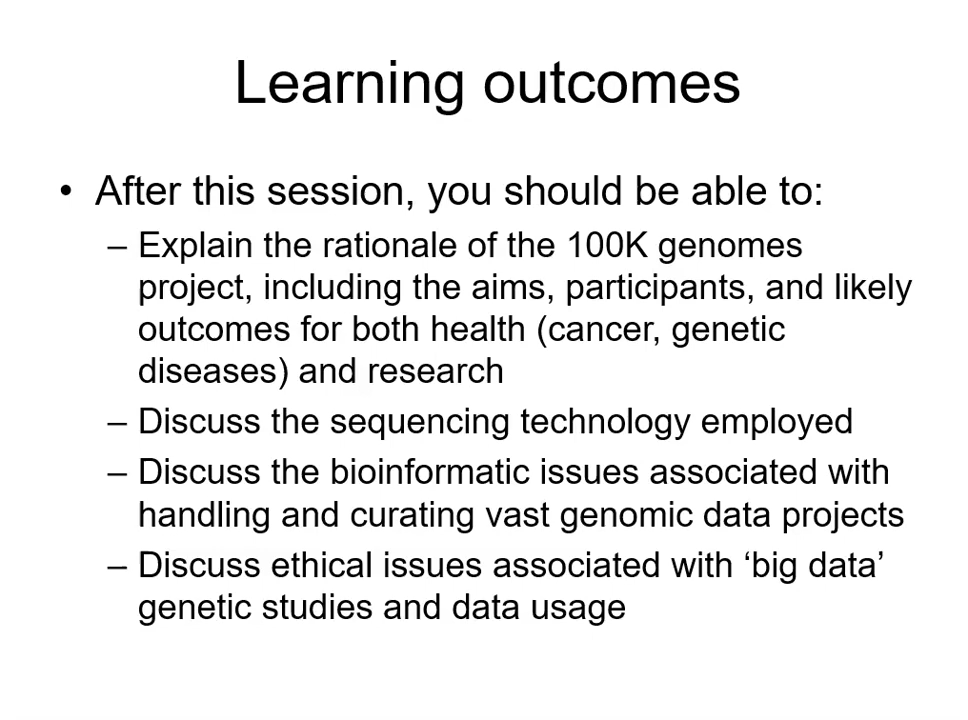 Learning outcomes
• After this session, you should be able to:
– Explain the rationale of the 100K genomes
project, including the aims, participants, and likely
outcomes for both health (cancer, genetic
diseases) and research
– Discuss the sequencing technology employed
– Discuss the bioinformatic issues associated with
handling and curating vast genomic data projects
– Discuss ethical issues associated with ‘big data’
genetic studies and data usage